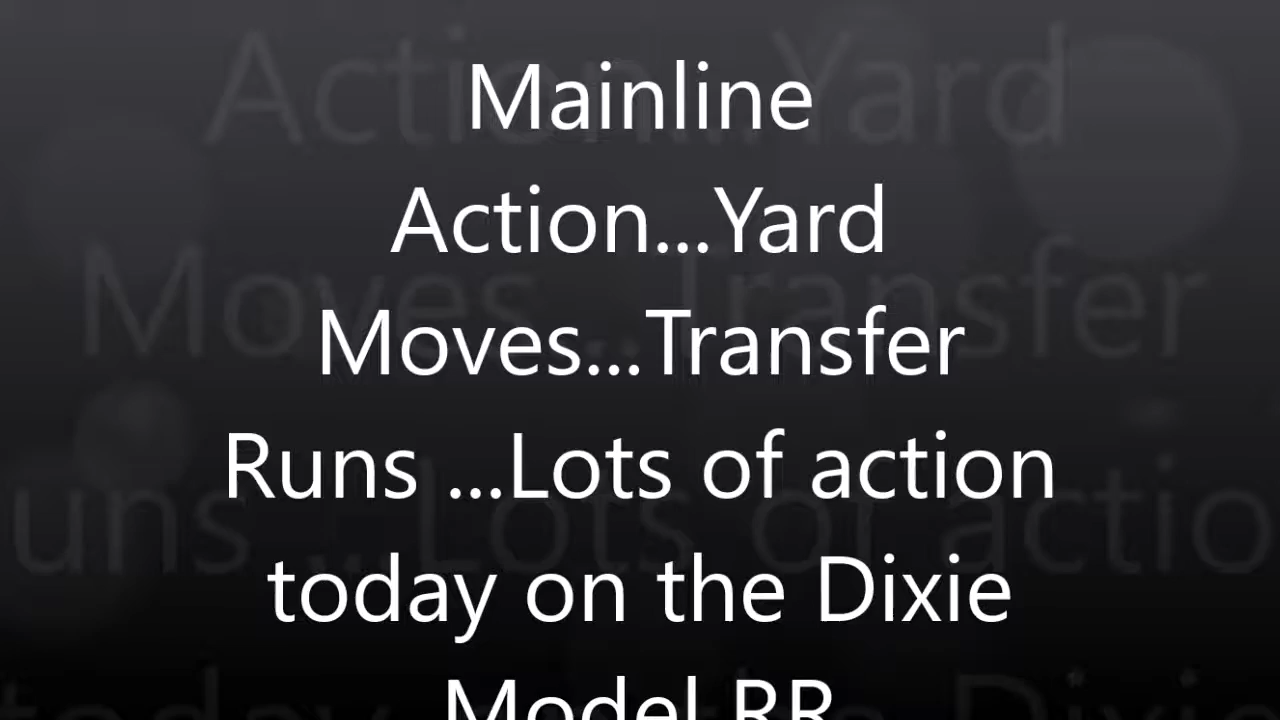 Mainline
Action...Yard
Moves...Transfer
Runs ...Lots of action
today on the Dixie
Model RR